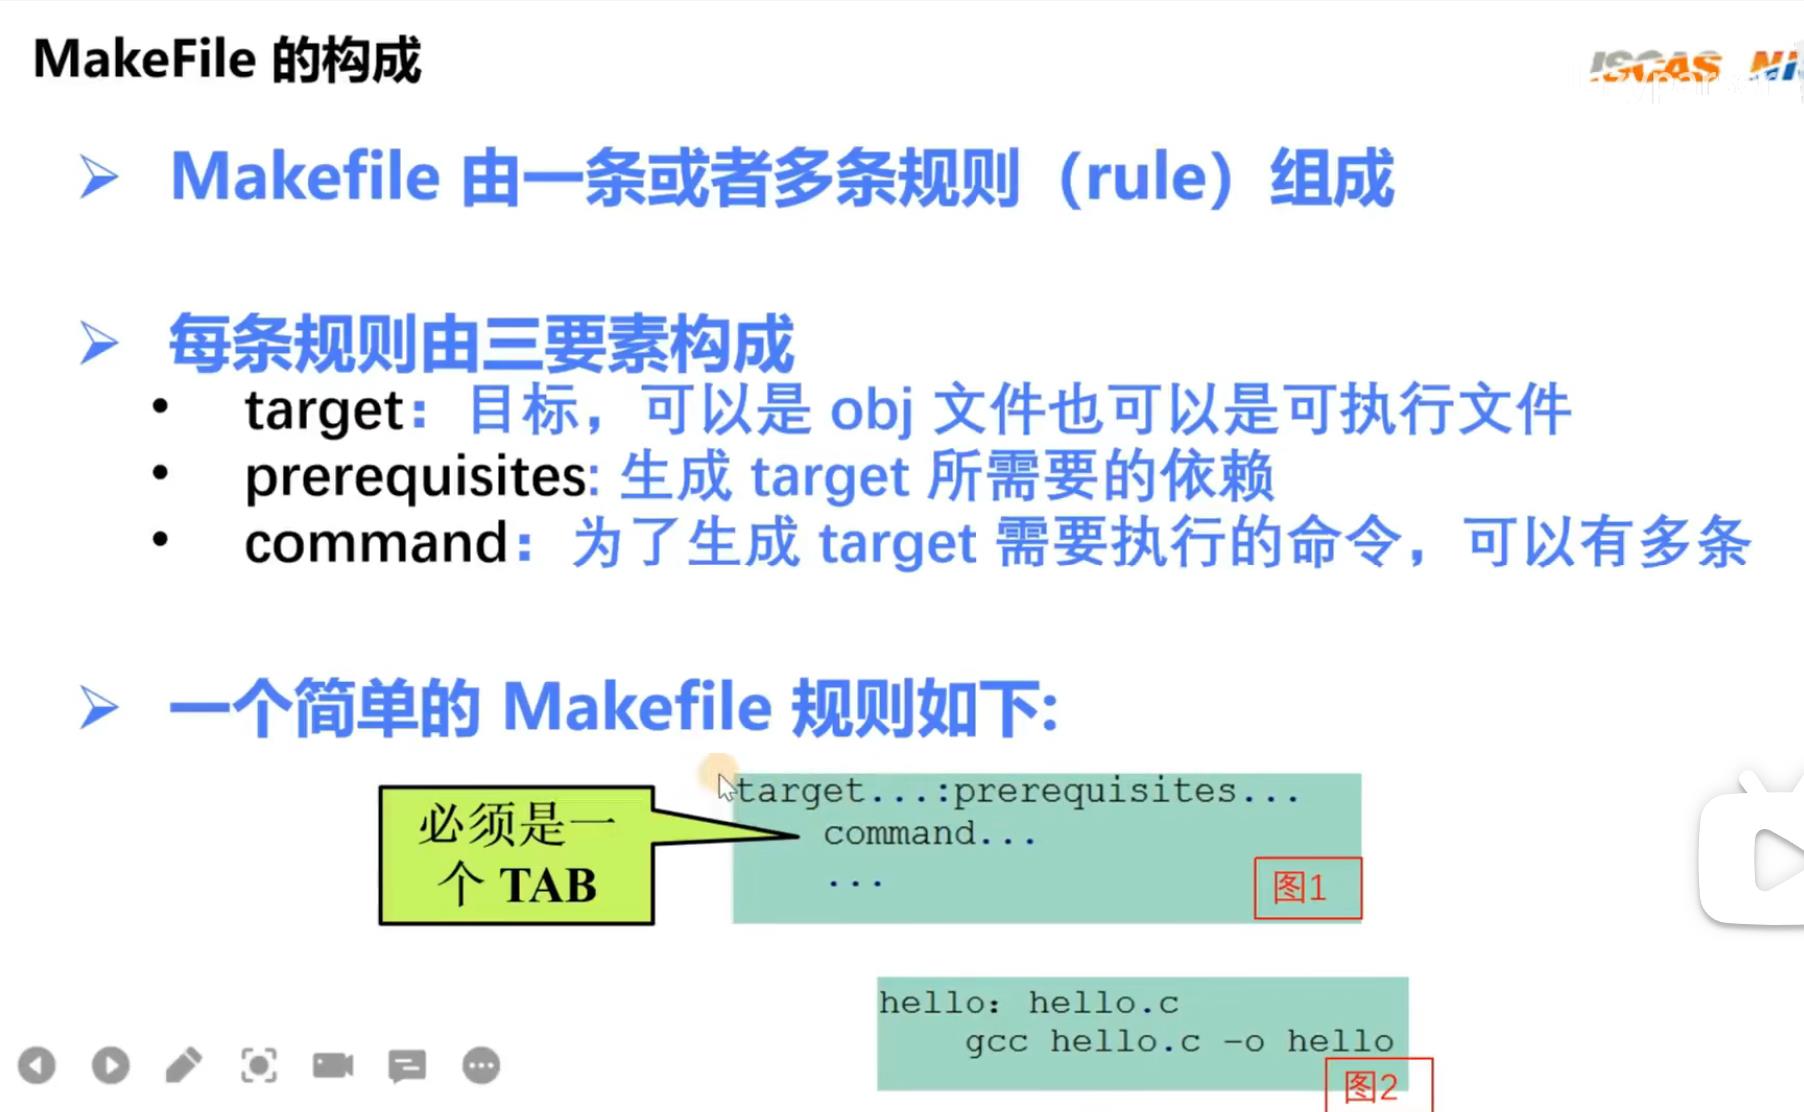 MakeFile 的构成
ISCAS
Makefile 由一条或者多条规则（rule）组成
每条规则由三要素构成
target：目标，可以是 obj 文件也可以是可执行文件
prerequisites: 生成 target 所需要的依赖
command：为了生成 target 需要执行的命令，可以有多条
一个简单的 Makefile 规则如下:
必须是一
个 TAB
target...:prerequisites...
command...
...
图1
hello: hello.c
gcc hello.c -o hello
图2